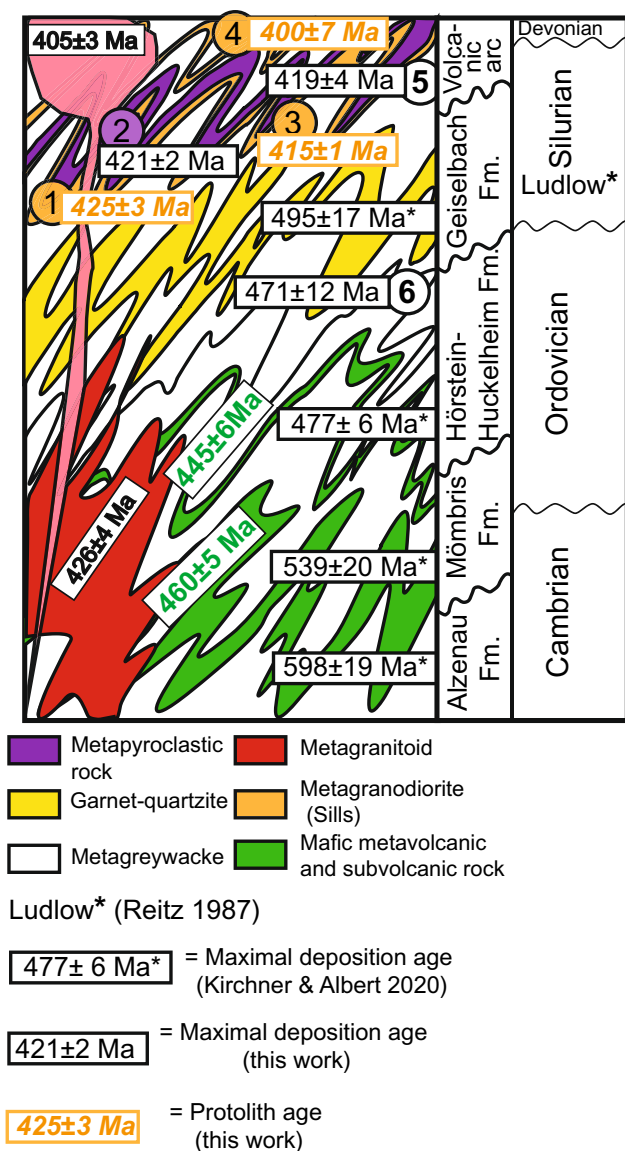 405±3 Ma
4
400±7 Ma
419±4 Ma
5
2
421±2 Ma
3
415±1 Ma
1
425±3 Ma
495±17 Ma*
471±12 Ma
6
445±6Ma
477± 6 Ma*
426±4 Ma
460±5 Ma
539±20 Ma*
598±19 Ma*
Volca-
nic
arc
Geiselbach
Fm.
Hörstein-
Huckelheim Fm.
Mömbris
Fm.
Alzenau
Fm.
Devonian
Silurian
Ludlow*
Ordovician
Cambrian
Metapyroclastic
rock
Metagranitoid
Garnet-quartzite
Metagranodiorite
(Sills)
Metagreywacke
Mafic metavolcanic
and subvolcanic rock
Ludlow* (Reitz 1987)
477± 6 Ma*
= Maximal deposition age
(Kirchner & Albert 2020)
421±2 Ma
= Maximal deposition age
(this work)
425±3 Ma
= Protolith age
(this work)